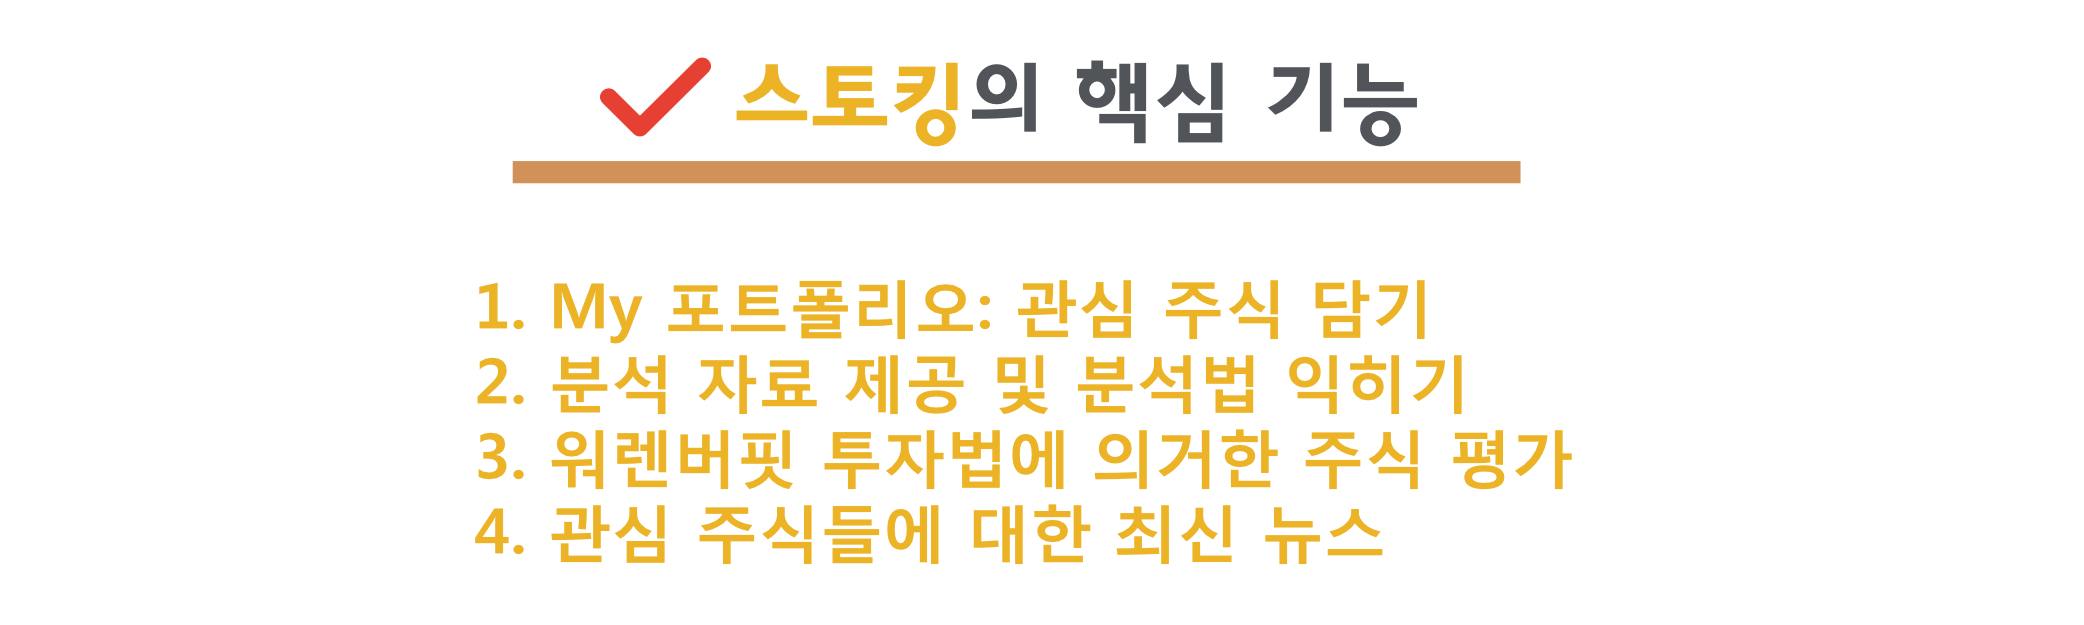 스토킹의 핵심 기능
1. My 포트폴리오: 관심 주식 담기
2. 분석 자료 제공 및 분석법 익히기
3. 워렌버핏 투자법에 의거한 주식 평가
4. 관심 주식들에 대한 최신 뉴스